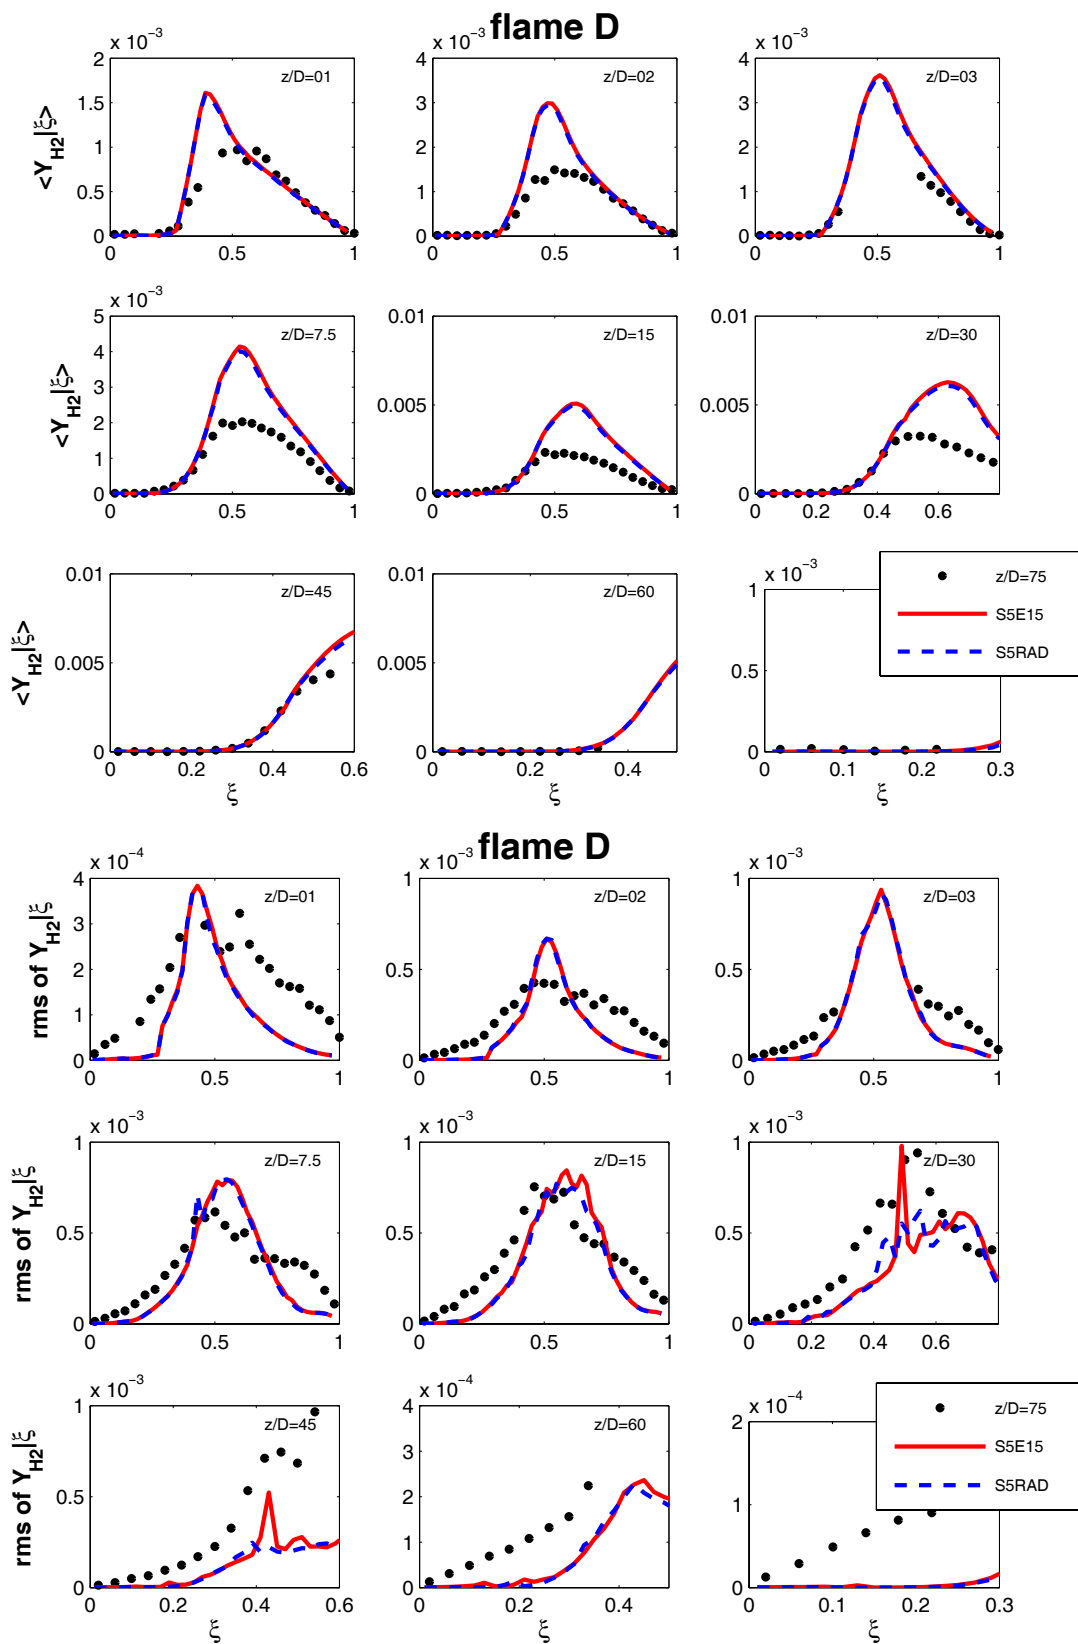 flame D
x 10⁻³ x 10⁻³ x 10⁻³
<Y_H2|ξ>
2 1.5 1 0.5 0
z/D=01
0 0.5 1
4 3 2 1 0
z/D=02
0 0.5 1
4 3 2 1 0
z/D=03
0 0.5 1
x 10⁻³
<Y_H2|ξ>
5 4 3 2 1 0
z/D=7.5
0 0.5 1
0.01 0.005 0
z/D=15
0 0.5 1
0.01 0.005 0
z/D=30
0 0.2 0.4 0.6
<Y_H2|ξ>
0.01 0.005 0
z/D=45
0 0.2 0.4 0.6
ξ
0.01 0.005 0
z/D=60
0 0.2 0.4
ξ
x 10⁻³
1 0.5 0
z/D=75
S5E15
S5RAD
0 0.1 0.2 0.3
ξ
flame D
x 10⁻⁴ x 10⁻³ x 10⁻³
rms of Y_H2|ξ
4 3 2 1 0
z/D=01
0 0.5 1
1 0.5 0
z/D=02
0 0.5 1
1 0.5 0
z/D=03
0 0.5 1
x 10⁻³ x 10⁻³ x 10⁻³
rms of Y_H2|ξ
1 0.5 0
z/D=7.5
0 0.5 1
1 0.5 0
z/D=15
0 0.5 1
1 0.5 0
z/D=30
0 0.2 0.4 0.6
x 10⁻³ x 10⁻⁴ x 10⁻⁴
rms of Y_H2|ξ
1 0.5 0
z/D=45
0 0.2 0.4 0.6
ξ
4 2 0
z/D=60
0 0.2 0.4
ξ
2 1 0
z/D=75
S5E15
S5RAD
0 0.1 0.2 0.3
ξ